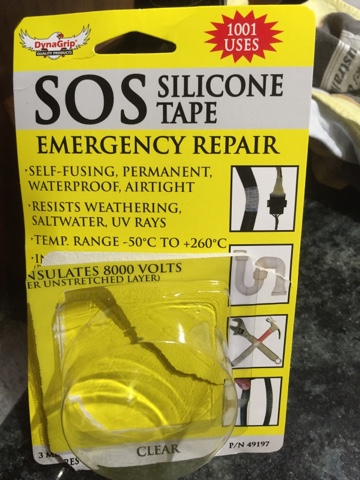 DynaGrip
QUALITY PRODUCTS
1001
USES
SOS
SILICONE
TAPE
EMERGENCY REPAIR
·SELF-FUSING, PERMANENT,
WATERPROOF, AIRTIGHT
·RESISTS WEATHERING,
SALTWATER, UV RAYS
·TEMP. RANGE -50°C TO +260°C
NSULATES 8000 VOLTS
ER UNSTRETCHED LAYER)
CLEAR
P/N 49197